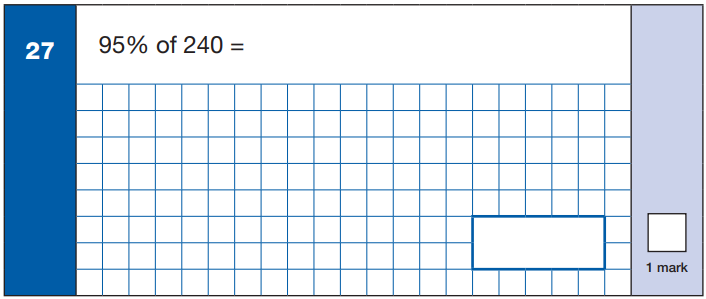 27
95% of 240 =
1 mark